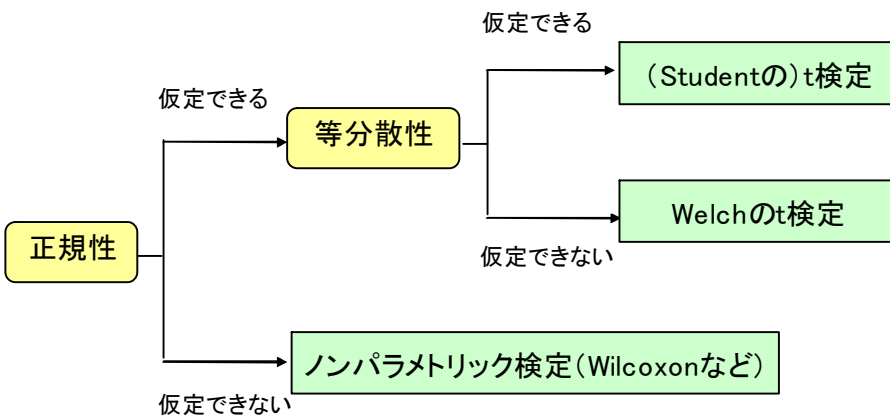 仮定できる
(Studentの)t検定
仮定できる
等分散性
Welchのt検定
正規性
仮定できない
ノンパラメトリック検定(Wilcoxonなど)
仮定できない